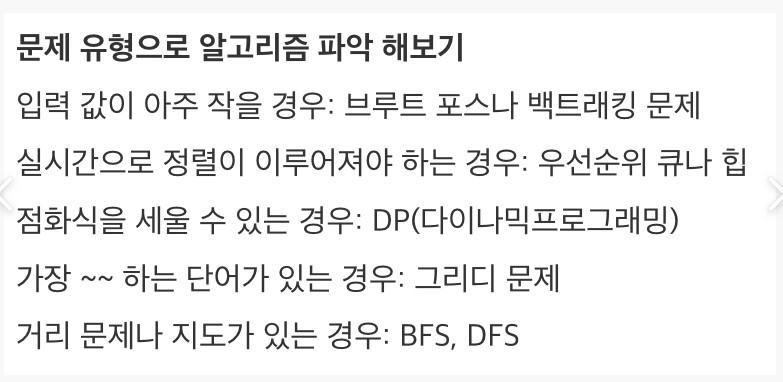 문제 유형으로 알고리즘 파악 해보기
입력 값이 아주 작을 경우: 브루트 포스나 백트래킹 문제
실시간으로 정렬이 이루어져야 하는 경우: 우선순위 큐나 힙
점화식을 세울 수 있는 경우: DP(다이나믹프로그래밍)
가장 ~~ 하는 단어가 있는 경우: 그리디 문제
거리 문제나 지도가 있는 경우: BFS, DFS